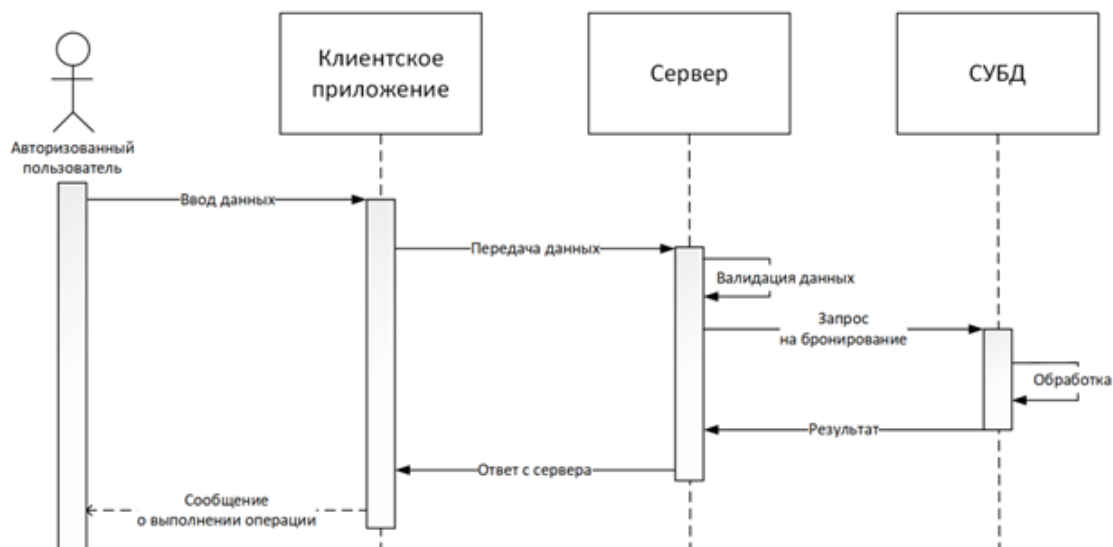 Клиентское
приложение
Сервер
СУБД
Авторизованный
пользователь
Ввод данных
Передача данных
Валидация данных
Запрос
на бронирование
Обработка
Результат
Ответ с сервера
Сообщение
о выполнении операции